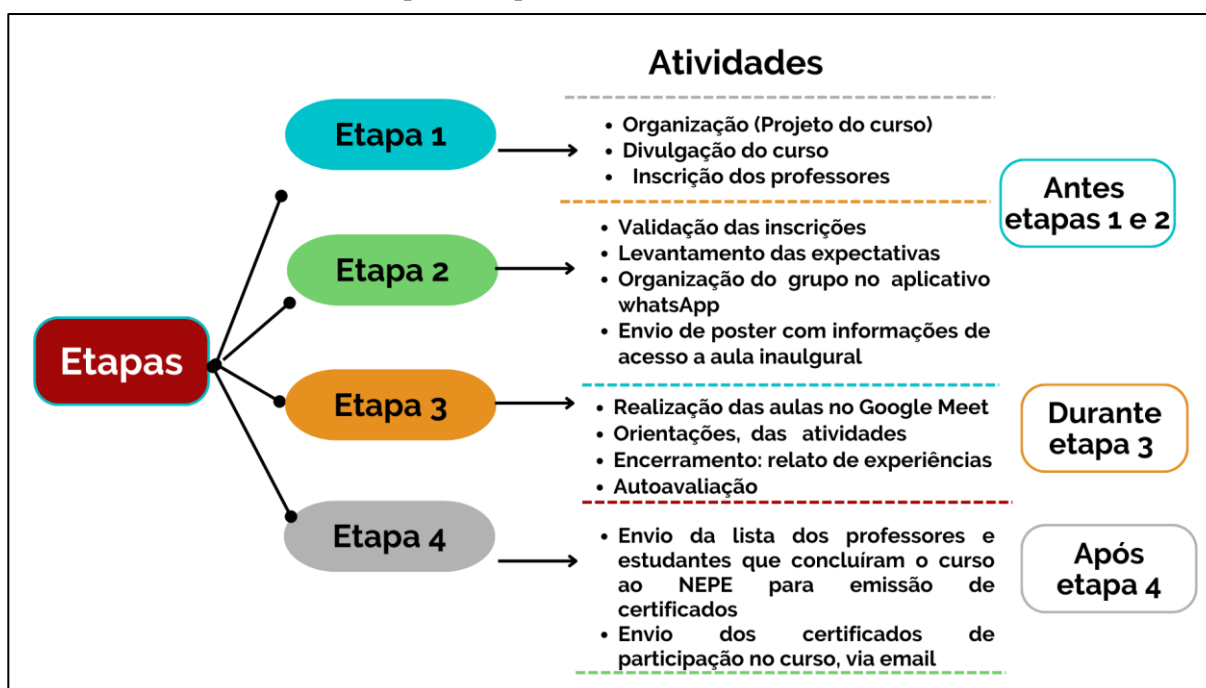 Atividades
Etapa 1
• Organização (Projeto do curso)
• Divulgação do curso
• Inscrição dos professores
Antes
etapas 1 e 2
Etapa 2
• Validação das inscrições
• Levantamento das expectativas
• Organização do grupo no aplicativo
whatsApp
• Envio de poster com informações de
acesso a aula inaulgural
Etapas
Etapa 3
• Realização das aulas no Google Meet
• Orientações, das atividades
• Encerramento: relato de experiências
• Autoavaliação
Durante
etapa 3
Etapa 4
• Envio da lista dos professores e
estudantes que concluíram o curso
ao NEPE para emissão de
certificados
• Envio dos certificados de
participação no curso, via email
Após
etapa 4